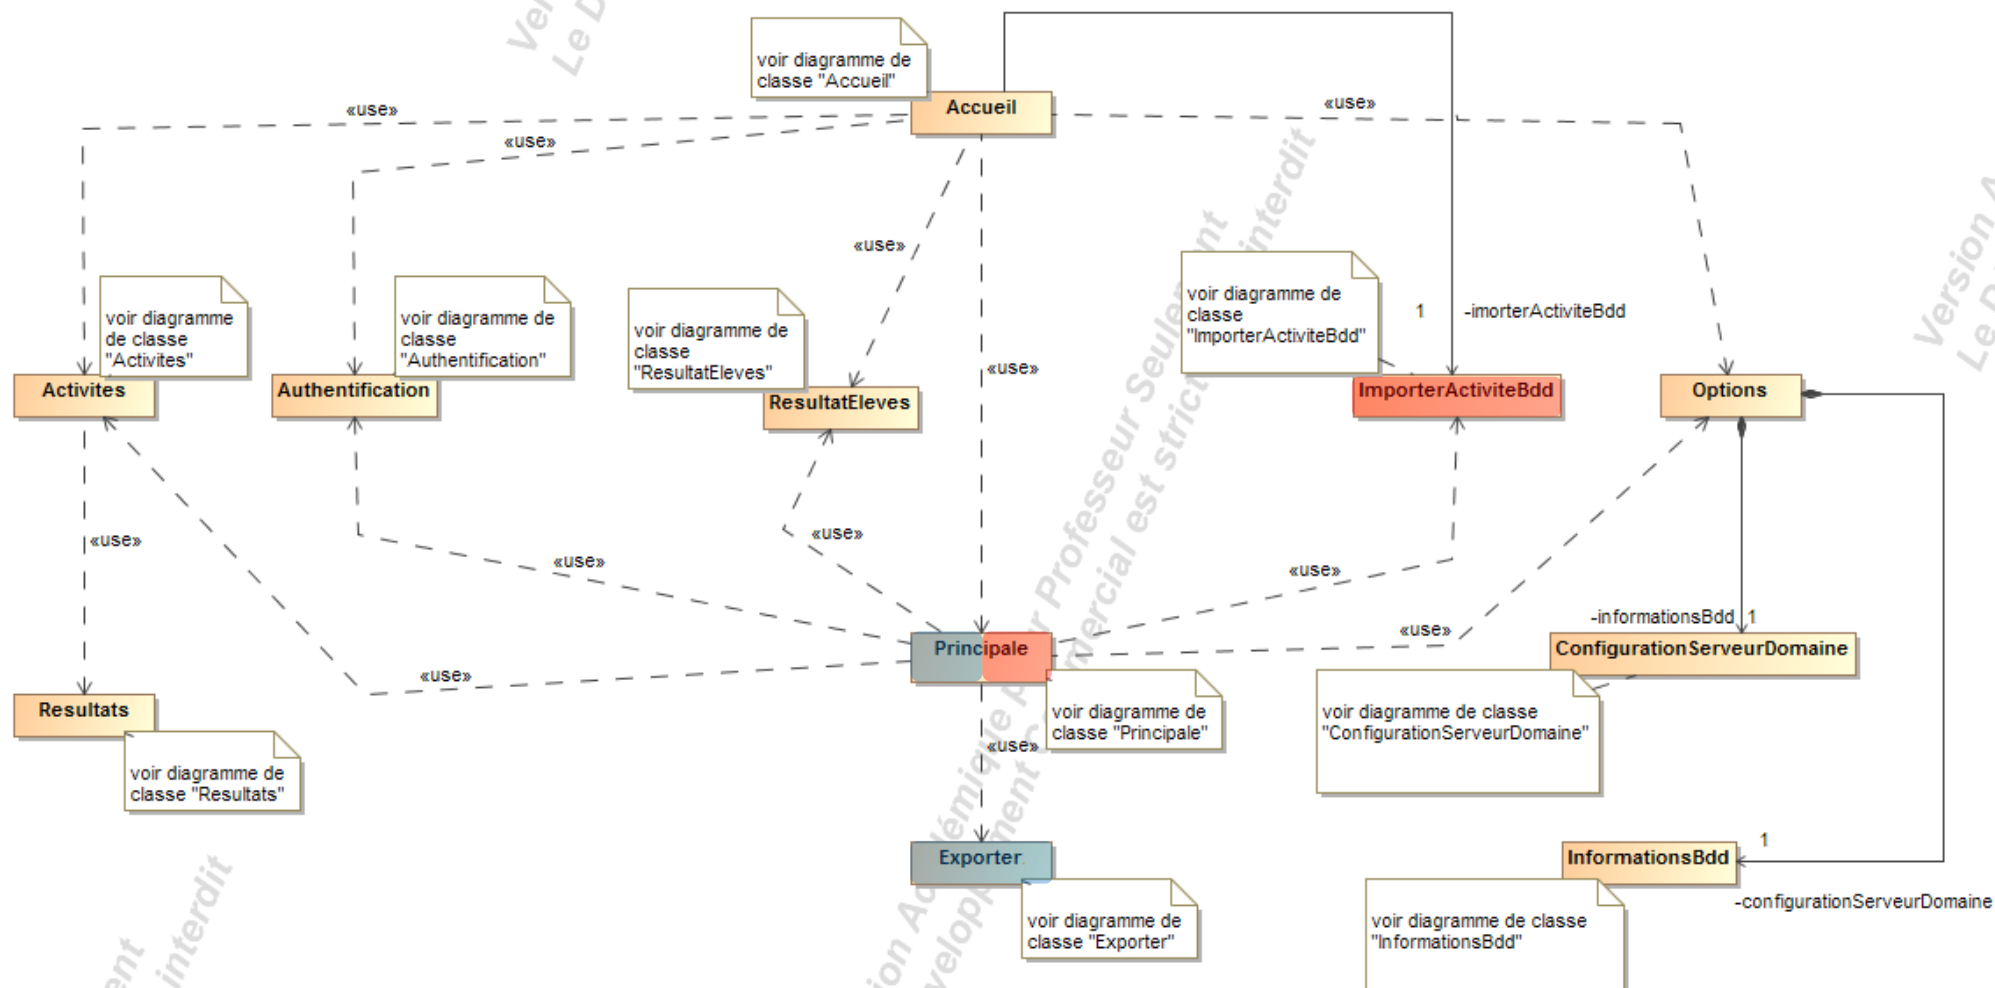 voir diagramme de
classe "Accueil"
Accueil
«use»
«use»
«use»
«use»
«use»
voir diagramme
de classe
"Activites"
voir diagramme de
classe
"Authentification"
voir diagramme de
classe
"ResultatEleves"
voir diagramme de
classe
"ImporterActiviteBdd"
1
-imorterActiviteBdd
Activites
Authentification
ResultatEleves
ImporterActiviteBdd
Options
«use»
«use»
«use»
«use»
«use»
«use»
-informationsBdd
1
Principale
ConfigurationServeurDomaine
Resultats
voir diagramme de
classe "Resultats"
voir diagramme de
classe "Principale"
voir diagramme de classe
"ConfigurationServeurDomaine"
«use»
Exporter
InformationsBdd
1
-configurationServeurDomaine
voir diagramme de
classe "Exporter"
voir diagramme de classe
"InformationsBdd"